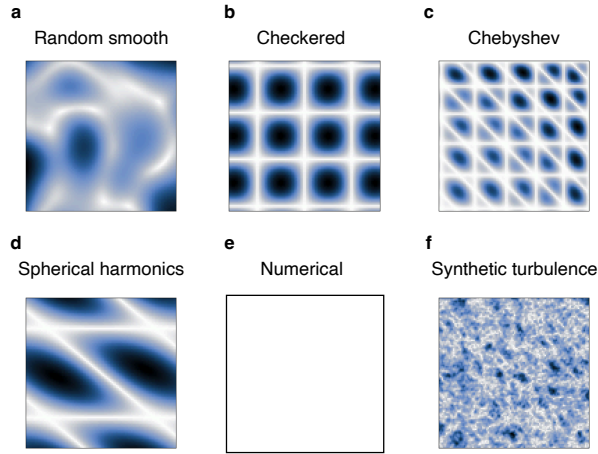 a
Random smooth
b
Checkered
c
Chebyshev
d
Spherical harmonics
e
Numerical
f
Synthetic turbulence